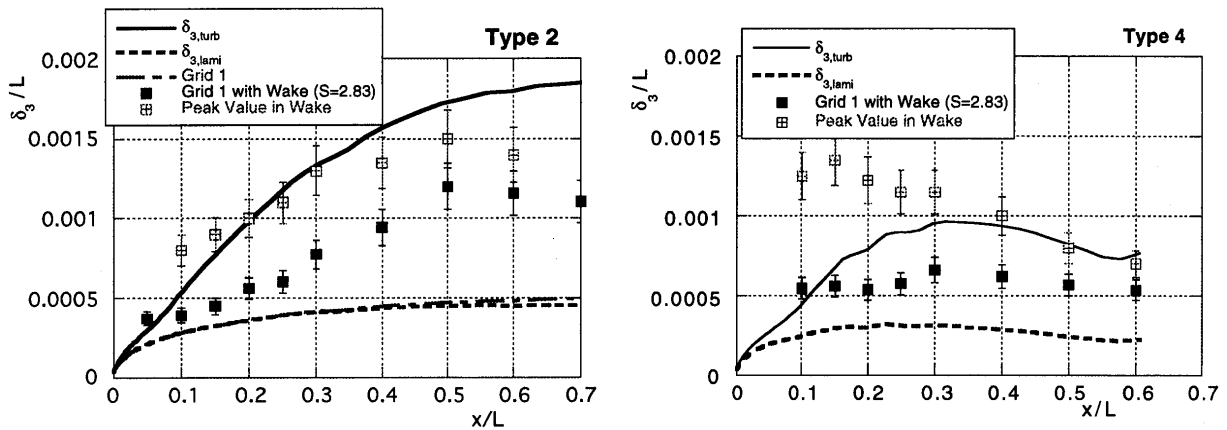 Type 2
δ3,turb
δ3,lami
Grid 1
Grid 1 with Wake (S=2.83)
Peak Value in Wake
δ3 / L
0.002
0.0015
0.001
0.0005
0
0 0.1 0.2 0.3 0.4 0.5 0.6 0.7
x/L
Type 4
δ3,turb
δ3,lami
Grid 1 with Wake (S=2.83)
Peak Value in Wake
δ3 / L
0.002
0.0015
0.001
0.0005
0
0 0.1 0.2 0.3 0.4 0.5 0.6 0.7
x/L